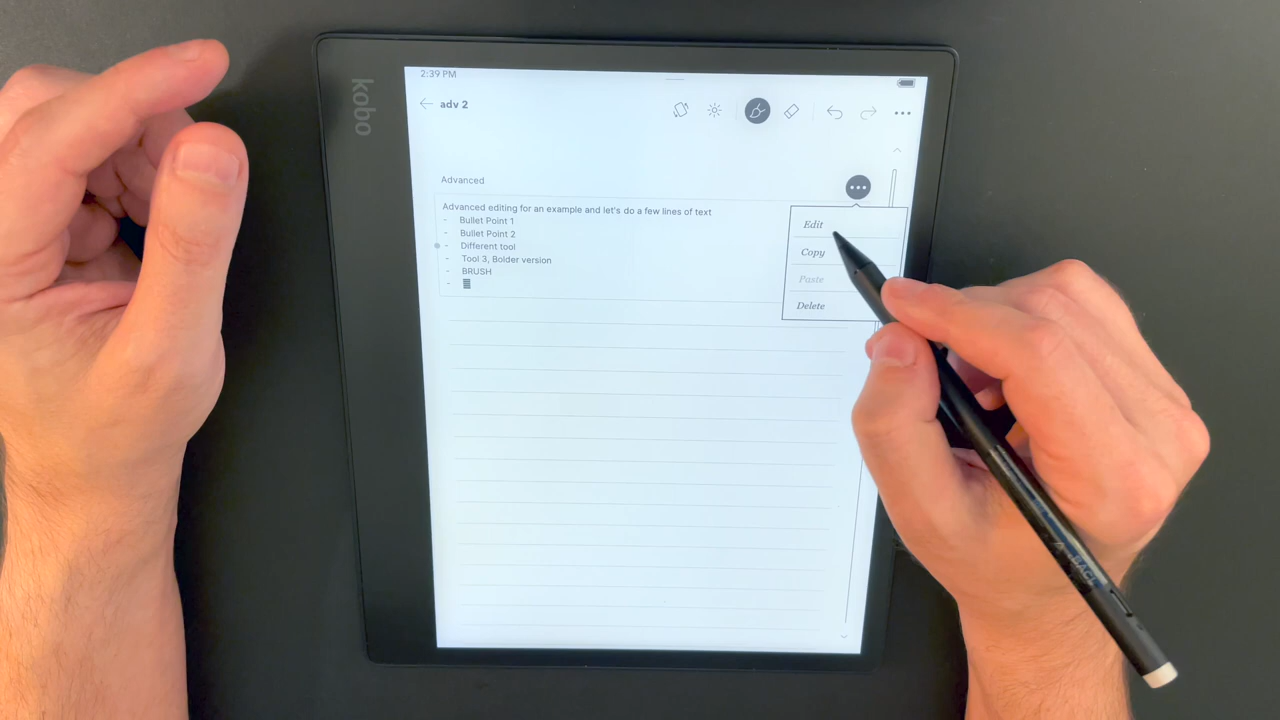 kobo
2:39 PM
adv 2
Advanced
Advanced editing for an example and let's do a few lines of text
- Bullet Point 1
- Bullet Point 2
- Different tool
- Tool 3, Bolder version
- BRUSH
-
Edit
Copy
Paste
Delete